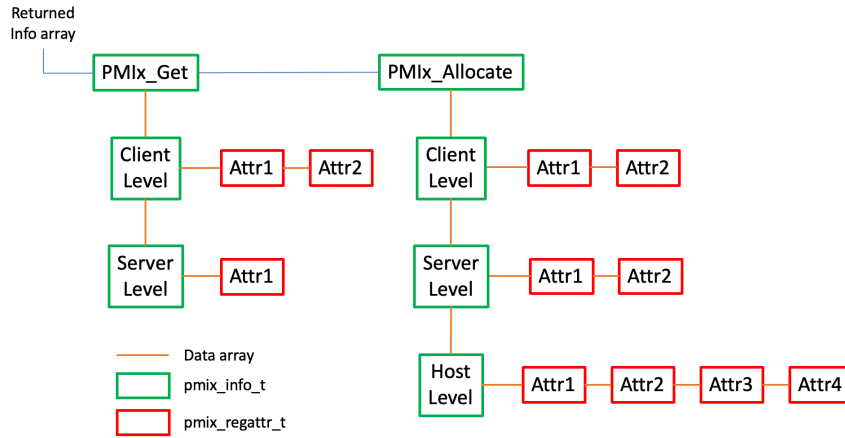 Returned
Info array
PMIx_Get
PMIx_Allocate
Client
Level
Attr1
Attr2
Client
Level
Attr1
Attr2
Server
Level
Attr1
Server
Level
Attr1
Attr2
Data array
pmix_info_t
pmix_regattr_t
Host
Level
Attr1
Attr2
Attr3
Attr4